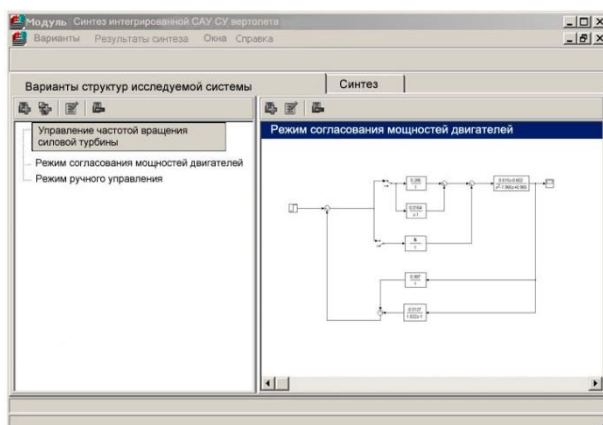 Модуль Синтез интегрированной САУ СУ вертолета
Варианты Результаты синтеза Окна Справка
Варианты структур исследуемой системы
Синтез
Управление частотой вращения
силовой турбины
Режим согласования мощностей двигателей
Режим ручного управления
Режим согласования мощностей двигателей